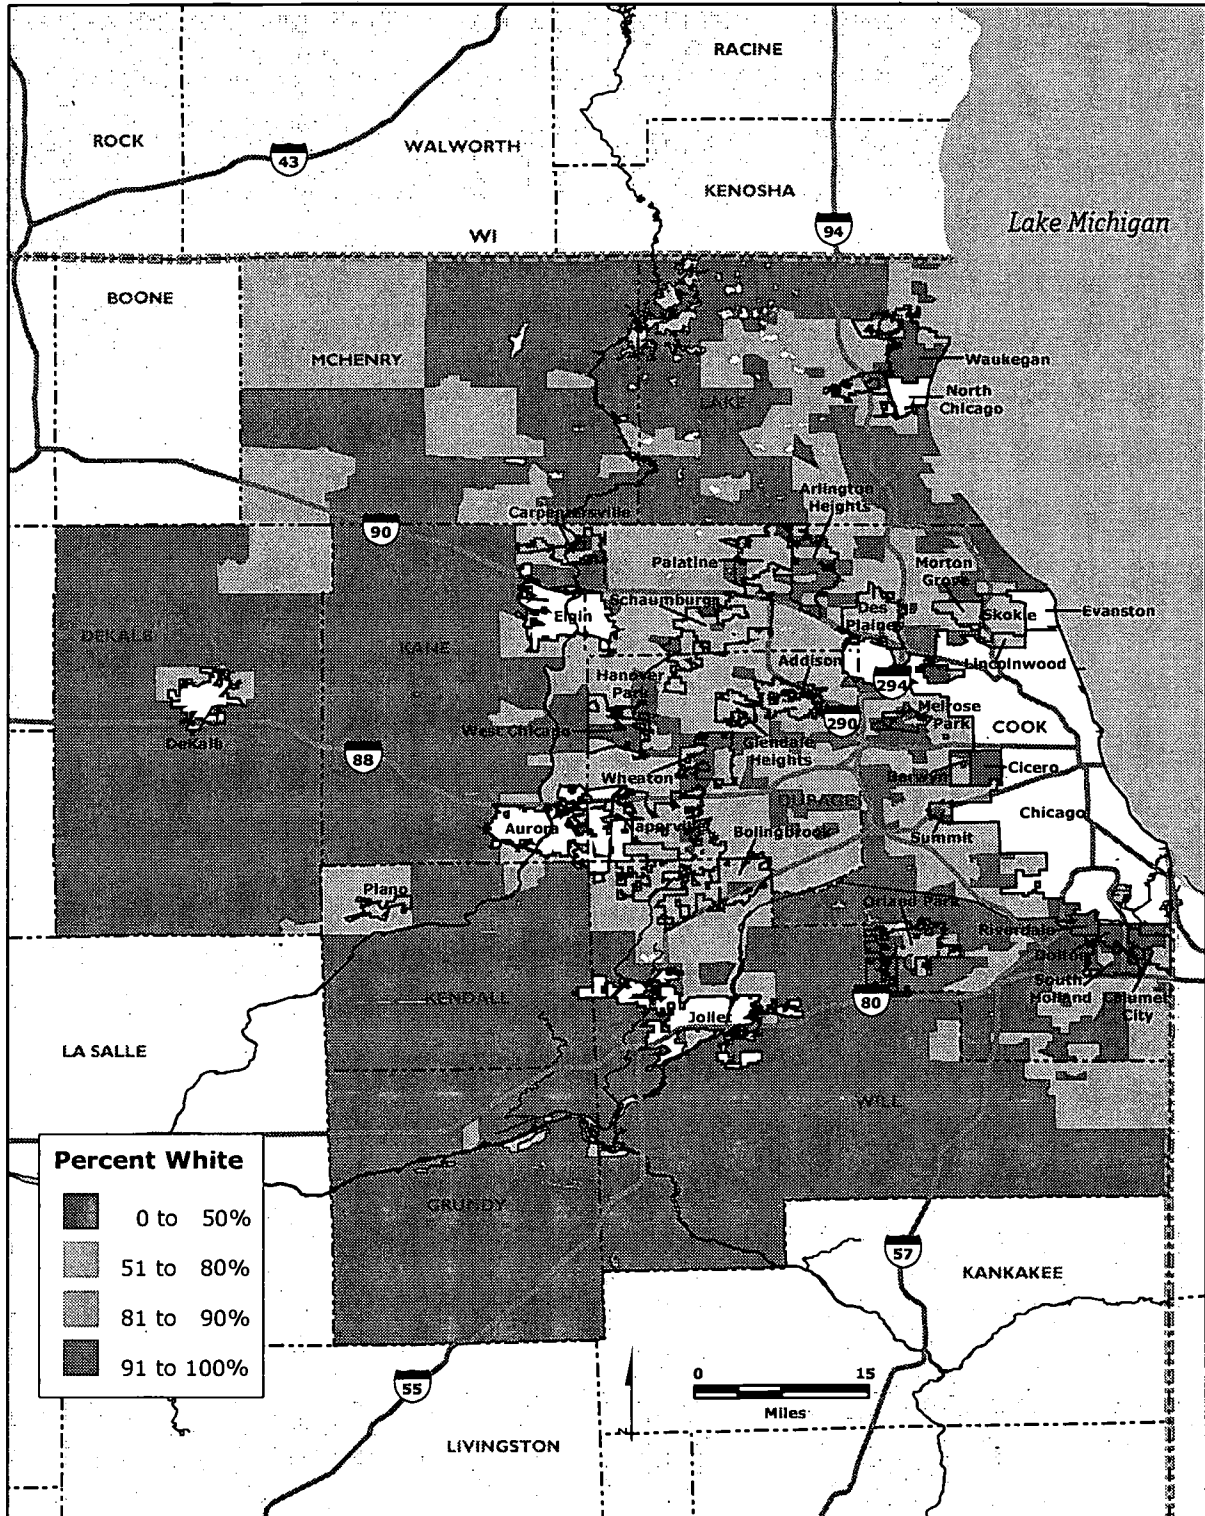 RACINE
ROCK
43
WALWORTH
KENOSHA
94
Lake Michigan
WI
BOONE
MCHENRY
Waukegan
LAKE
North
Chicago
Arlington
Heights
Carpentersville
90
Palatine
Morton
Grove
Schaumburg
Des
Plaines
Skokie
Evanston
Elgin
DEKALB
KANE
Addison
Lincolnwood
Hanover
Park
294
Melrose
Park
290
COOK
West Chicago
DeKalb
Glendale
Heights
88
Wheaton
Berwyn
Cicero
DUPAGE
Aurora
Naperville
Bolingbrook
Chicago
Summit
Plano
Orland Park
Riverdale
Dolton
South
Holland
Calumet
City
KENDALL
80
Joliet
LA SALLE
WILL
Percent White
0 to 50%
51 to 80%
81 to 90%
91 to 100%
GRUNDY
57
KANKAKEE
0 15
Miles
55
N
LIVINGSTON